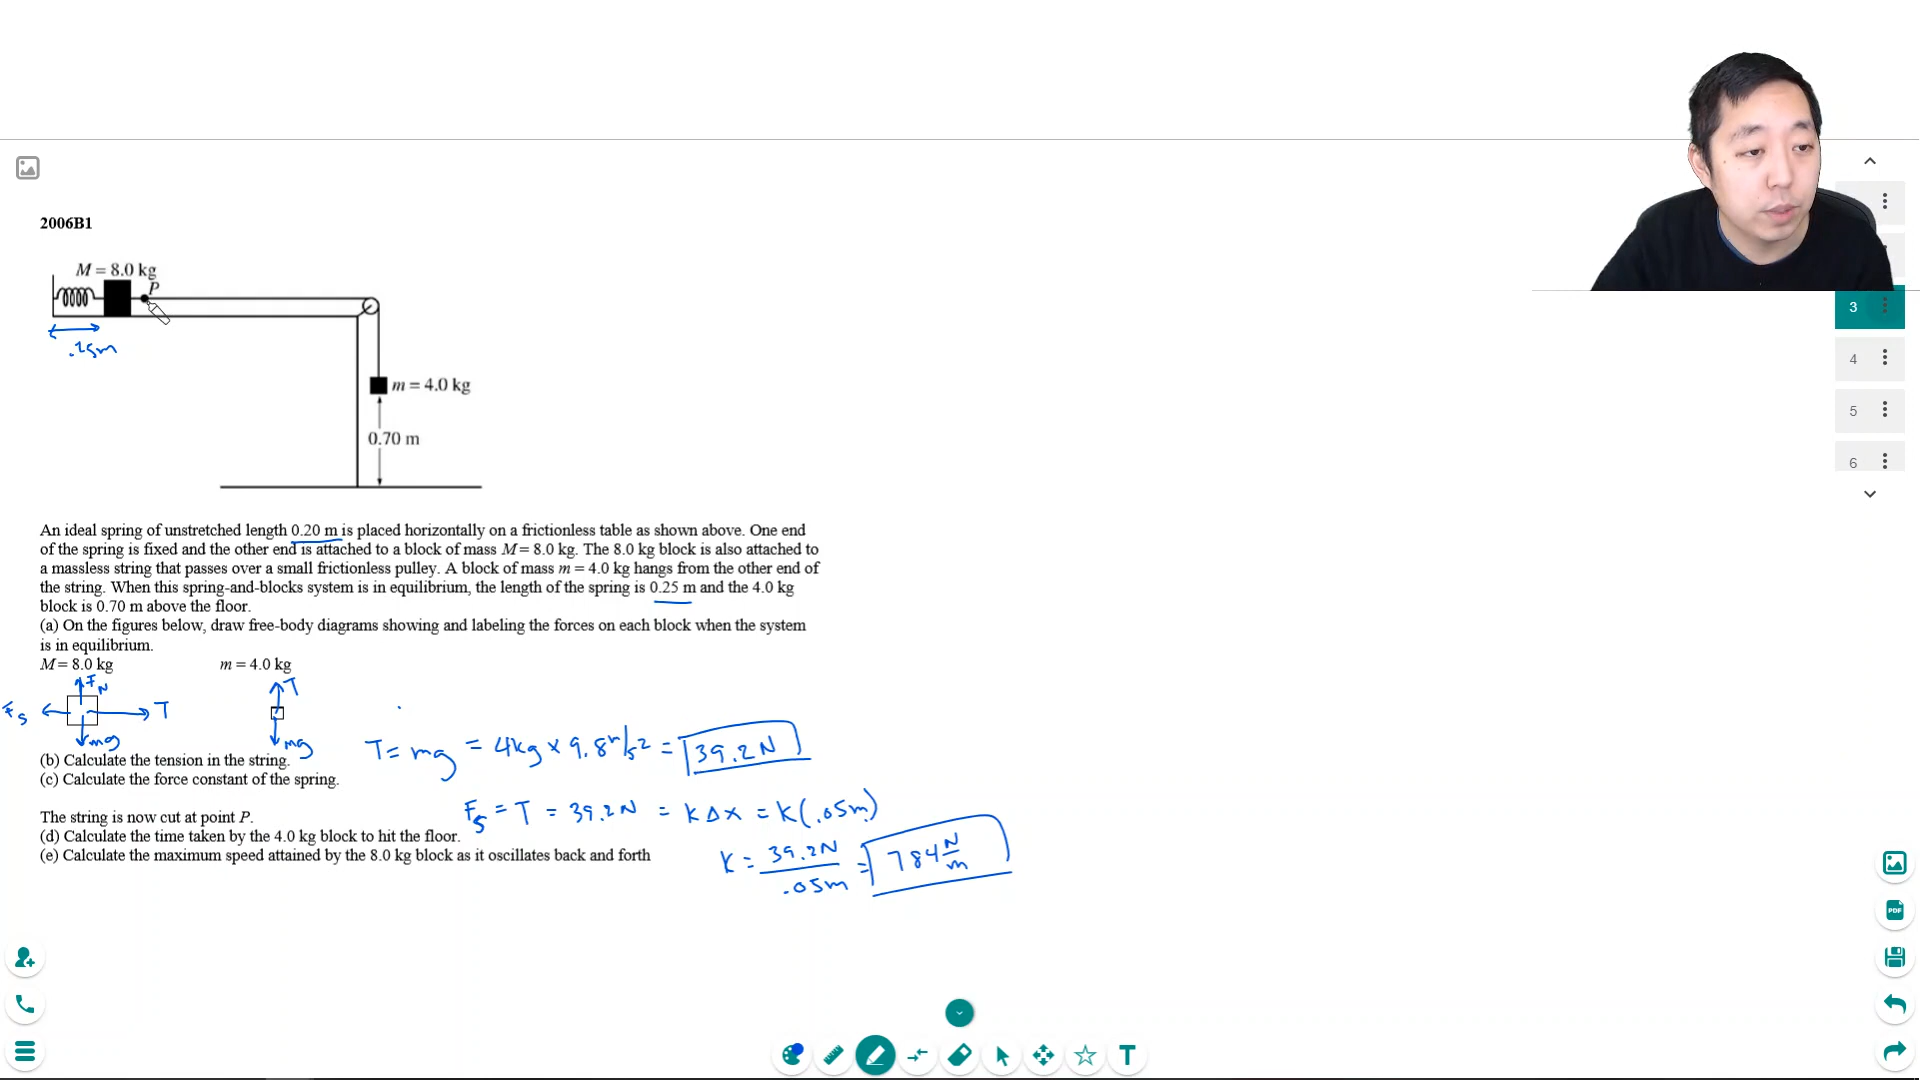 2006B1
M = 8.0 kg
P
.25m
m = 4.0 kg
0.70 m
An ideal spring of unstretched length 0.20 m is placed horizontally on a frictionless table as shown above. One end
of the spring is fixed and the other end is attached to a block of mass M= 8.0 kg. The 8.0 kg block is also attached to
a massless string that passes over a small frictionless pulley. A block of mass m = 4.0 kg hangs from the other end of
the string. When this spring-and-blocks system is in equilibrium, the length of the spring is 0.25 m and the 4.0 kg
block is 0.70 m above the floor.
(a) On the figures below, draw free-body diagrams showing and labeling the forces on each block when the system
is in equilibrium.
M= 8.0 kg m = 4.0 kg
FN T
Fs T
mg mg
T = mg = 4kg x 9.8 m/s2 = 39.2N
(b) Calculate the tension in the string.
(c) Calculate the force constant of the spring.
Fs = T = 39.2N = KΔx = K(.05m)
The string is now cut at point P.
(d) Calculate the time taken by the 4.0 kg block to hit the floor.
(e) Calculate the maximum speed attained by the 8.0 kg block as it oscillates back and forth
K = 39.2N / .05m = 784 N/m
3
4
5
6
PDF
T